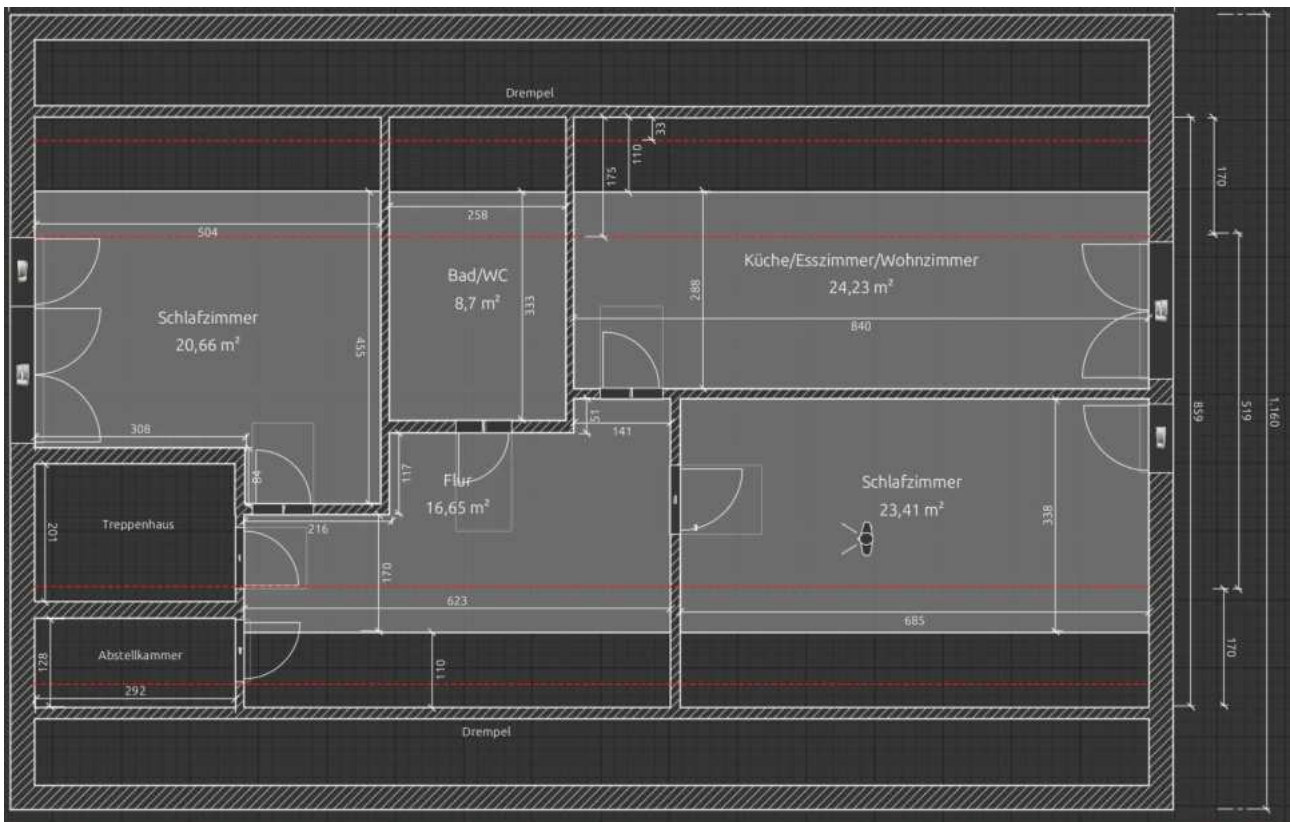 Drempel
33
110
175
170
504
258
Küche/Esszimmer/Wohnzimmer
24,23 m²
Bad/WC
8,7 m²
288
333
Schlafzimmer
20,66 m²
455
840
859
519
1.160
308
51
141
84
117
Flur
16,65 m²
Schlafzimmer
23,41 m²
338
Treppenhaus
201
216
170
623
685
Abstellkammer
128
292
110
170
Drempel